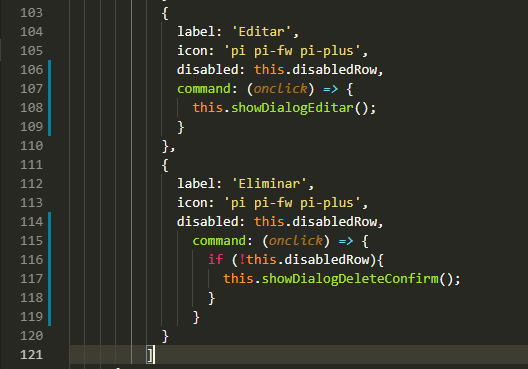 103 {
104 label: 'Editar',
105 icon: 'pi pi-fw pi-plus',
106 disabled: this.disabledRow,
107 command: (onclick) => {
108 this.showDialogEditar();
109 }
110 },
111 {
112 label: 'Eliminar',
113 icon: 'pi pi-fw pi-plus',
114 disabled: this.disabledRow,
115 command: (onclick) => {
116 if (!this.disabledRow){
117 this.showDialogDeleteConfirm();
118 }
119 }
120 }
121 ]